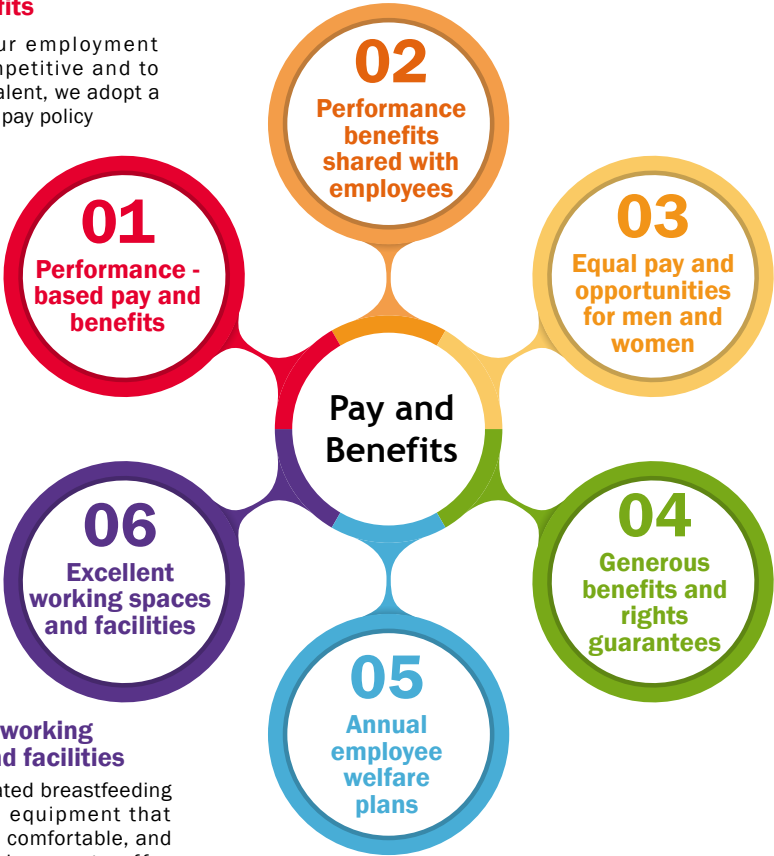 ur employment
mpetitive and to
alent, we adopt a
pay policy
02
Performance
benefits
shared with
employees
01
Performance -
based pay and
benefits
03
Equal pay and
opportunities
for men and
women
Pay and
Benefits
06
Excellent
working spaces
and facilities
04
Generous
benefits and
rights
guarantees
05
Annual
employee
welfare
plans
working
d facilities
ated breastfeeding
equipment that
comfortable, and